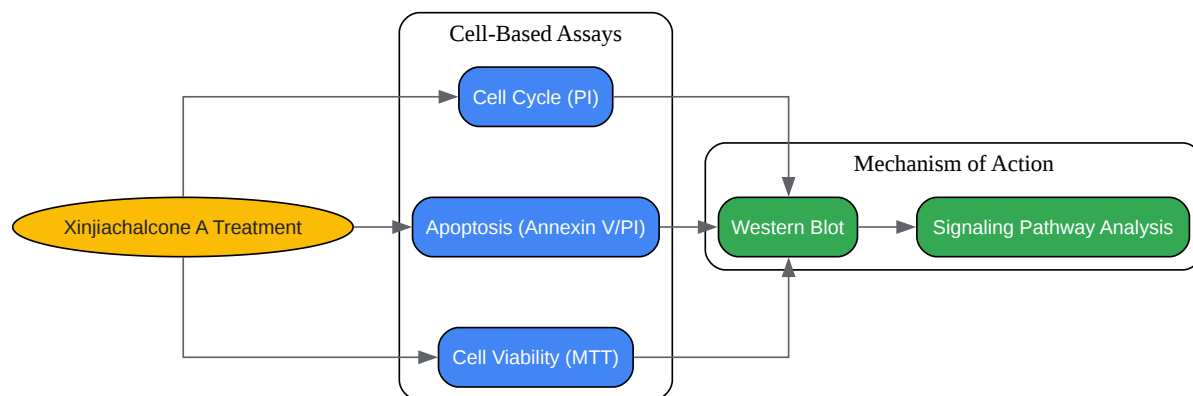 Cell-Based Assays
Cell Cycle (PI)
Mechanism of Action
Xinjiachalcone A Treatment
Apoptosis (Annexin V/PI)
Western Blot
Signaling Pathway Analysis
Cell Viability (MTT)